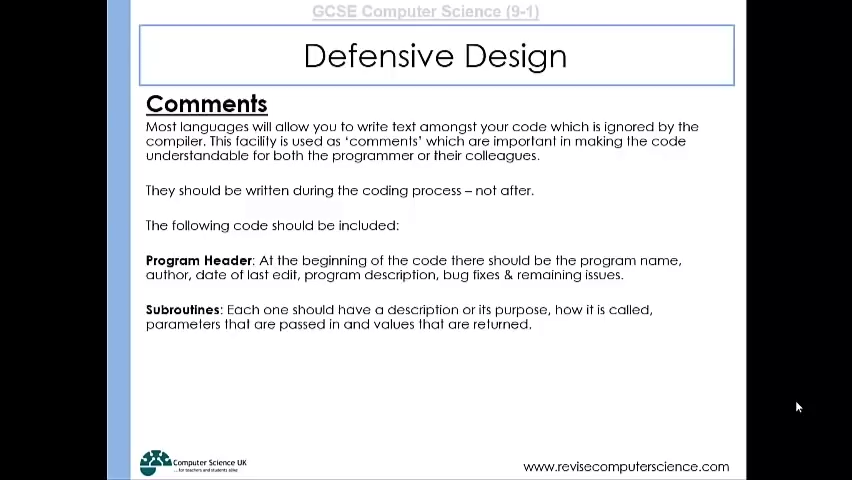 GCSE Computer Science (9-1)
Defensive Design
Comments
Most languages will allow you to write text amongst your code which is ignored by the
compiler. This facility is used as ‘comments’ which are important in making the code
understandable for both the programmer or their colleagues.
They should be written during the coding process – not after.
The following code should be included:
Program Header: At the beginning of the code there should be the program name,
author, date of last edit, program description, bug fixes & remaining issues.
Subroutines: Each one should have a description or its purpose, how it is called,
parameters that are passed in and values that are returned.
Computer Science UK
...for teachers and students alike
www.revisecomputerscience.com